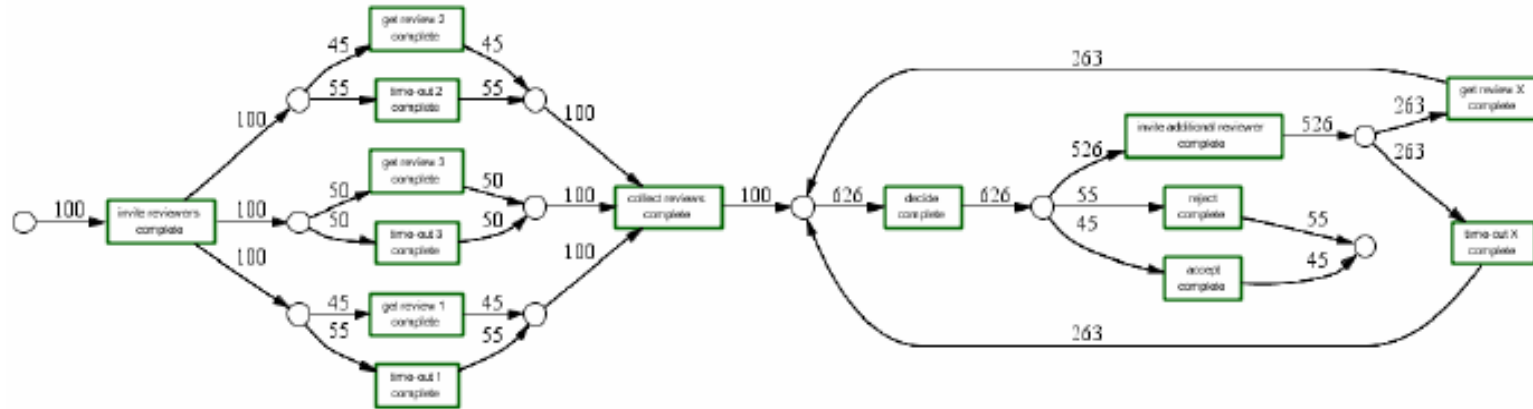 100
invite reviewers
complete
100
100
100
45
55
get review 2
complete
time-out 2
complete
45
55
50
50
get review 3
complete
time-out 3
complete
50
50
45
55
get review 1
complete
time-out 1
complete
45
55
100
100
100
collect reviews
complete
100
626
decide
complete
626
526
55
45
invite additional reviewer
complete
526
reject
complete
accept
complete
55
45
263
263
get review X
complete
time-out X
complete
263
263